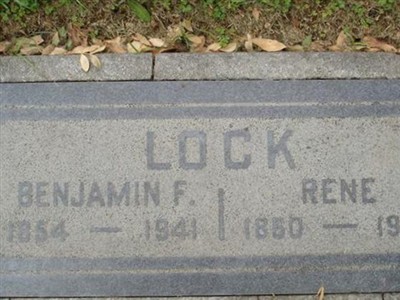 LOCK
BENJAMIN F. RENE
1854 — 1941 1860 — 19